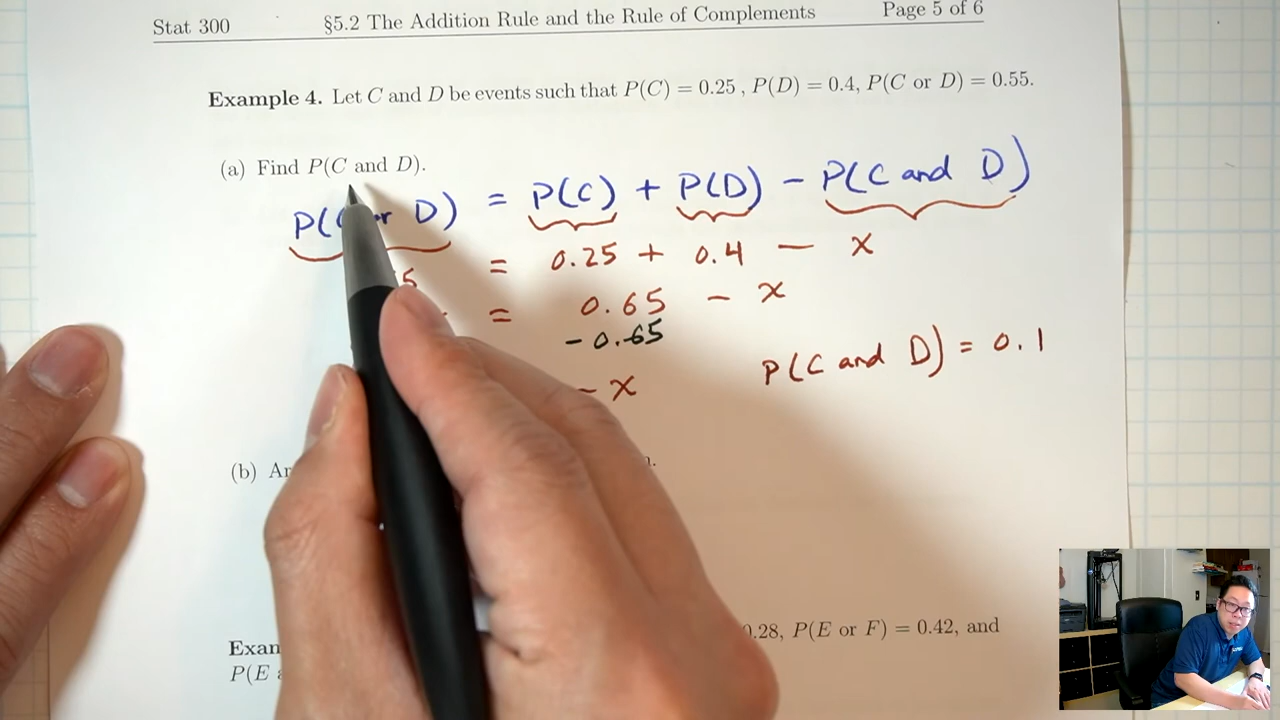 Stat 300 §5.2 The Addition Rule and the Rule of Complements Page 5 of 6
Example 4. Let C and D be events such that P(C) = 0.25 , P(D) = 0.4, P(C or D) = 0.55.
(a) Find P(C and D).
P( D) = P(C) + P(D) − P(C and D)
= 0.25 + 0.4 − x
= 0.65 − x
− 0.65
P(C and D) = 0.1
− x
(b)
0.28, P(E or F) = 0.42, and
P(E